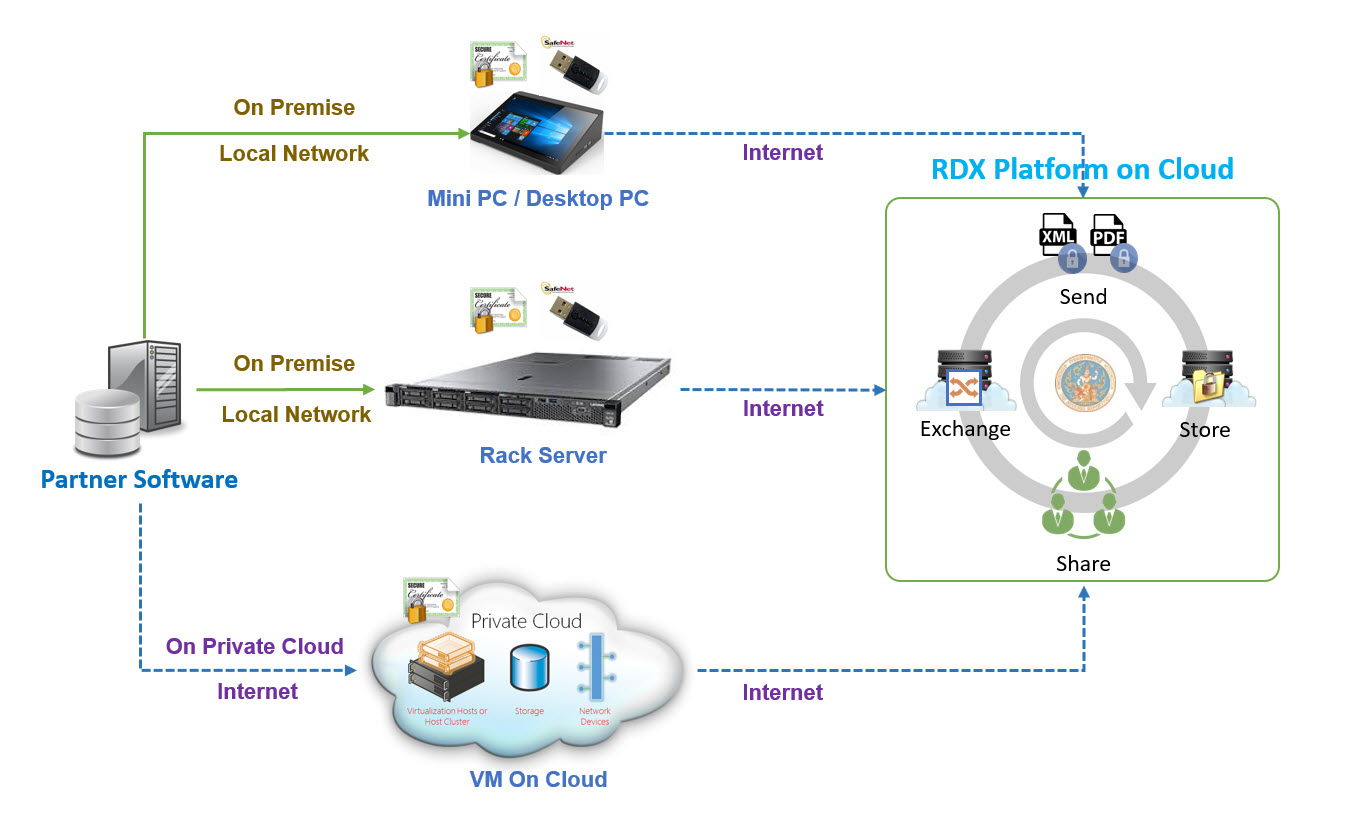 SafeNet
SECURE
Certificate
On Premise
Local Network
Mini PC / Desktop PC
Internet
RDX Platform on Cloud
XML
PDF
Send
SafeNet
SECURE
Certificate
On Premise
Local Network
Rack Server
Internet
Exchange
Store
Share
Partner Software
SECURE
Certificate
Private Cloud
On Private Cloud
Internet
Virtualization Hosts or
Host Cluster
Storage
Network
Devices
Internet
VM On Cloud